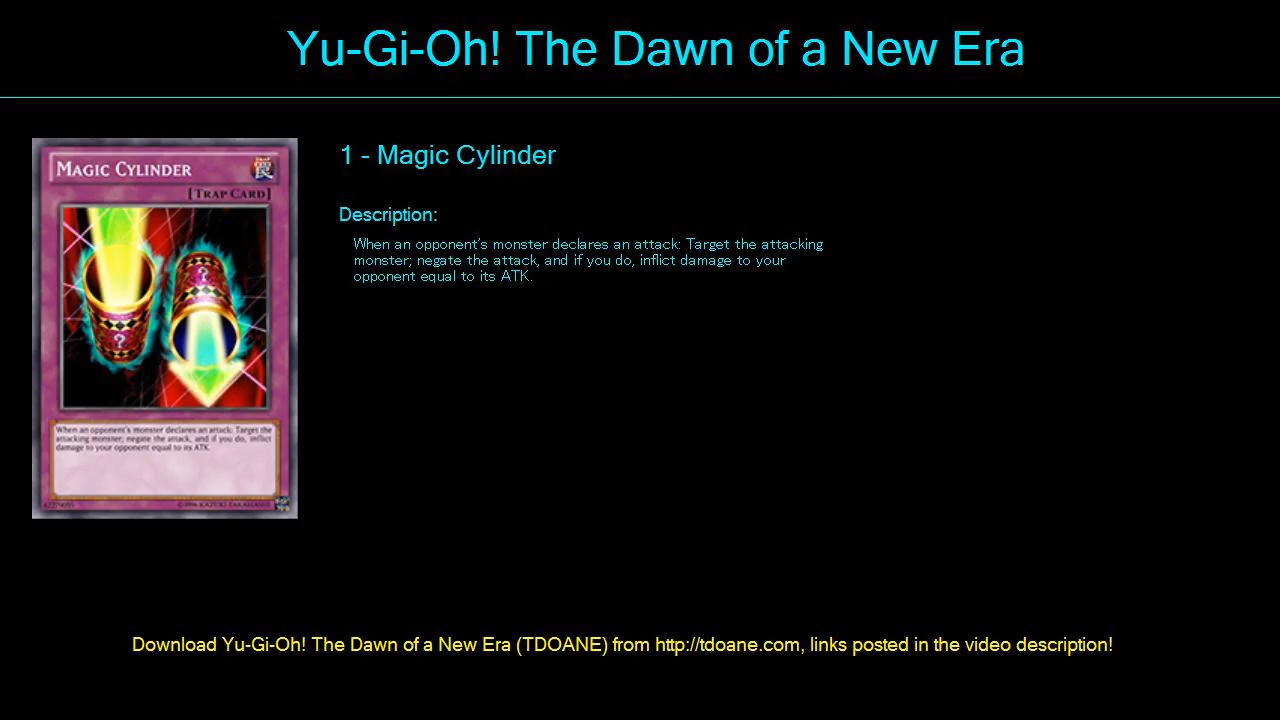 Yu-Gi-Oh! The Dawn of a New Era
MAGIC CYLINDER
[TRAP CARD]
?
?
When an opponent's monster declares an attack: Target the
attacking monster; negate the attack, and if you do, inflict
damage to your opponent equal to its ATK.
©1996 KAZUKI TAKAHASHI
1 - Magic Cylinder
Description:
When an opponent's monster declares an attack: Target the attacking
monster; negate the attack, and if you do, inflict damage to your
opponent equal to its ATK.
Download Yu-Gi-Oh! The Dawn of a New Era (TDOANE) from http://tdoane.com, links posted in the video description!